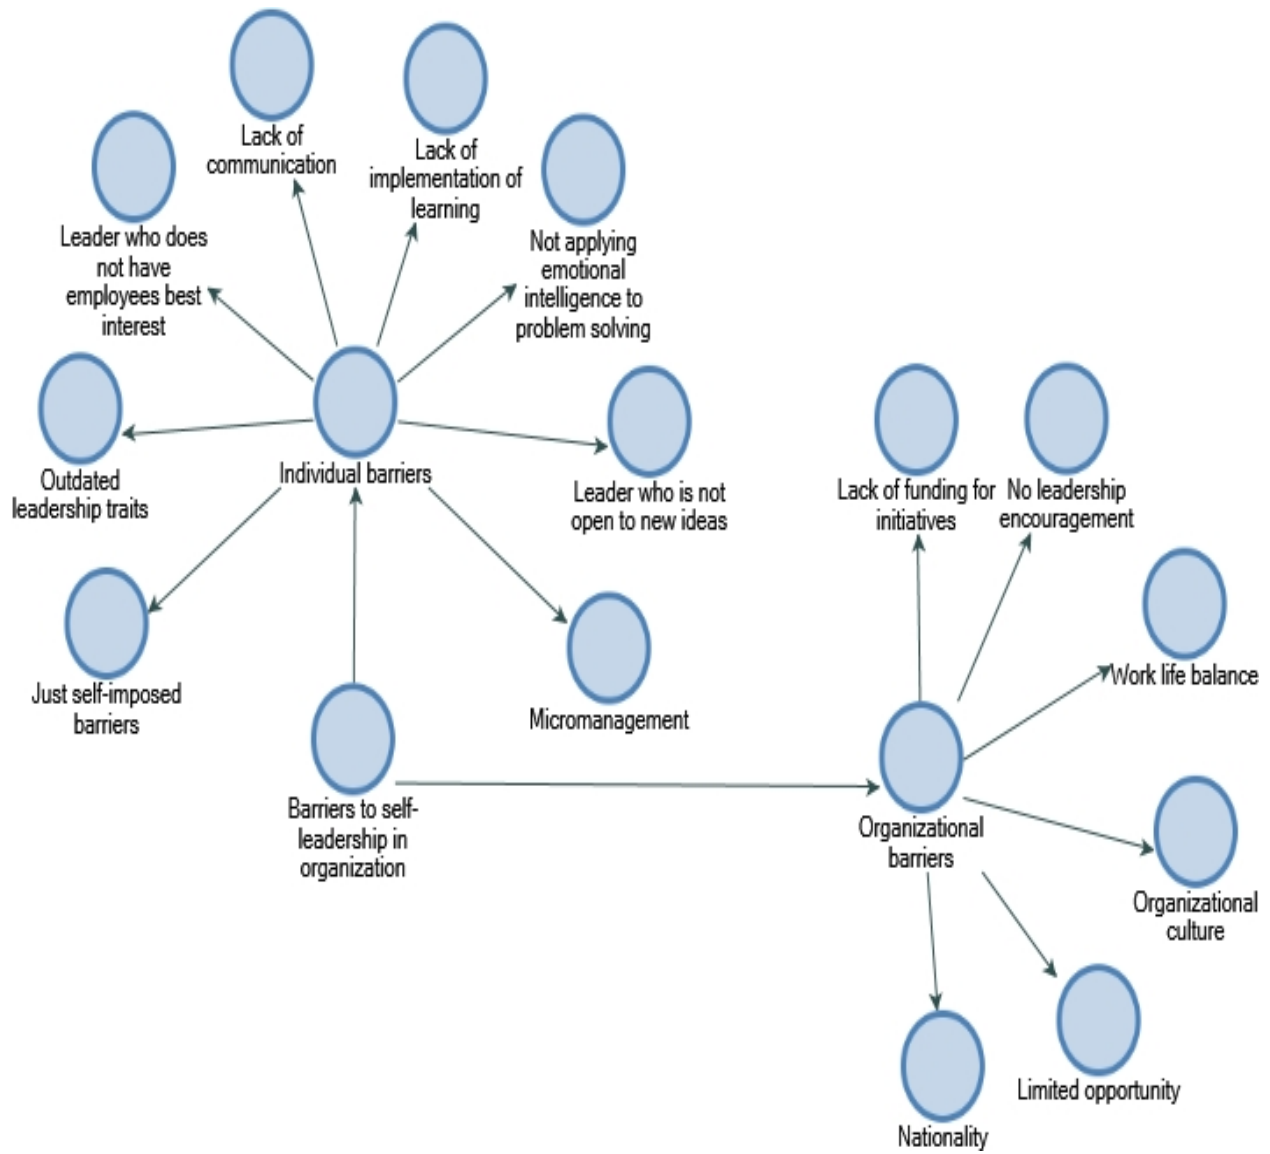 Lack of
communication
Lack of
implementation of
learning
Leader who does
not have
employees best
interest
Not applying
emotional
intelligence to
problem solving
Outdated
leadership traits
Individual barriers
Leader who is not
open to new ideas
Lack of funding for
initiatives
No leadership
encouragement
Just self-imposed
barriers
Micromanagement
Work life balance
Barriers to self-
leadership in
organization
Organizational
barriers
Organizational
culture
Limited opportunity
Nationality